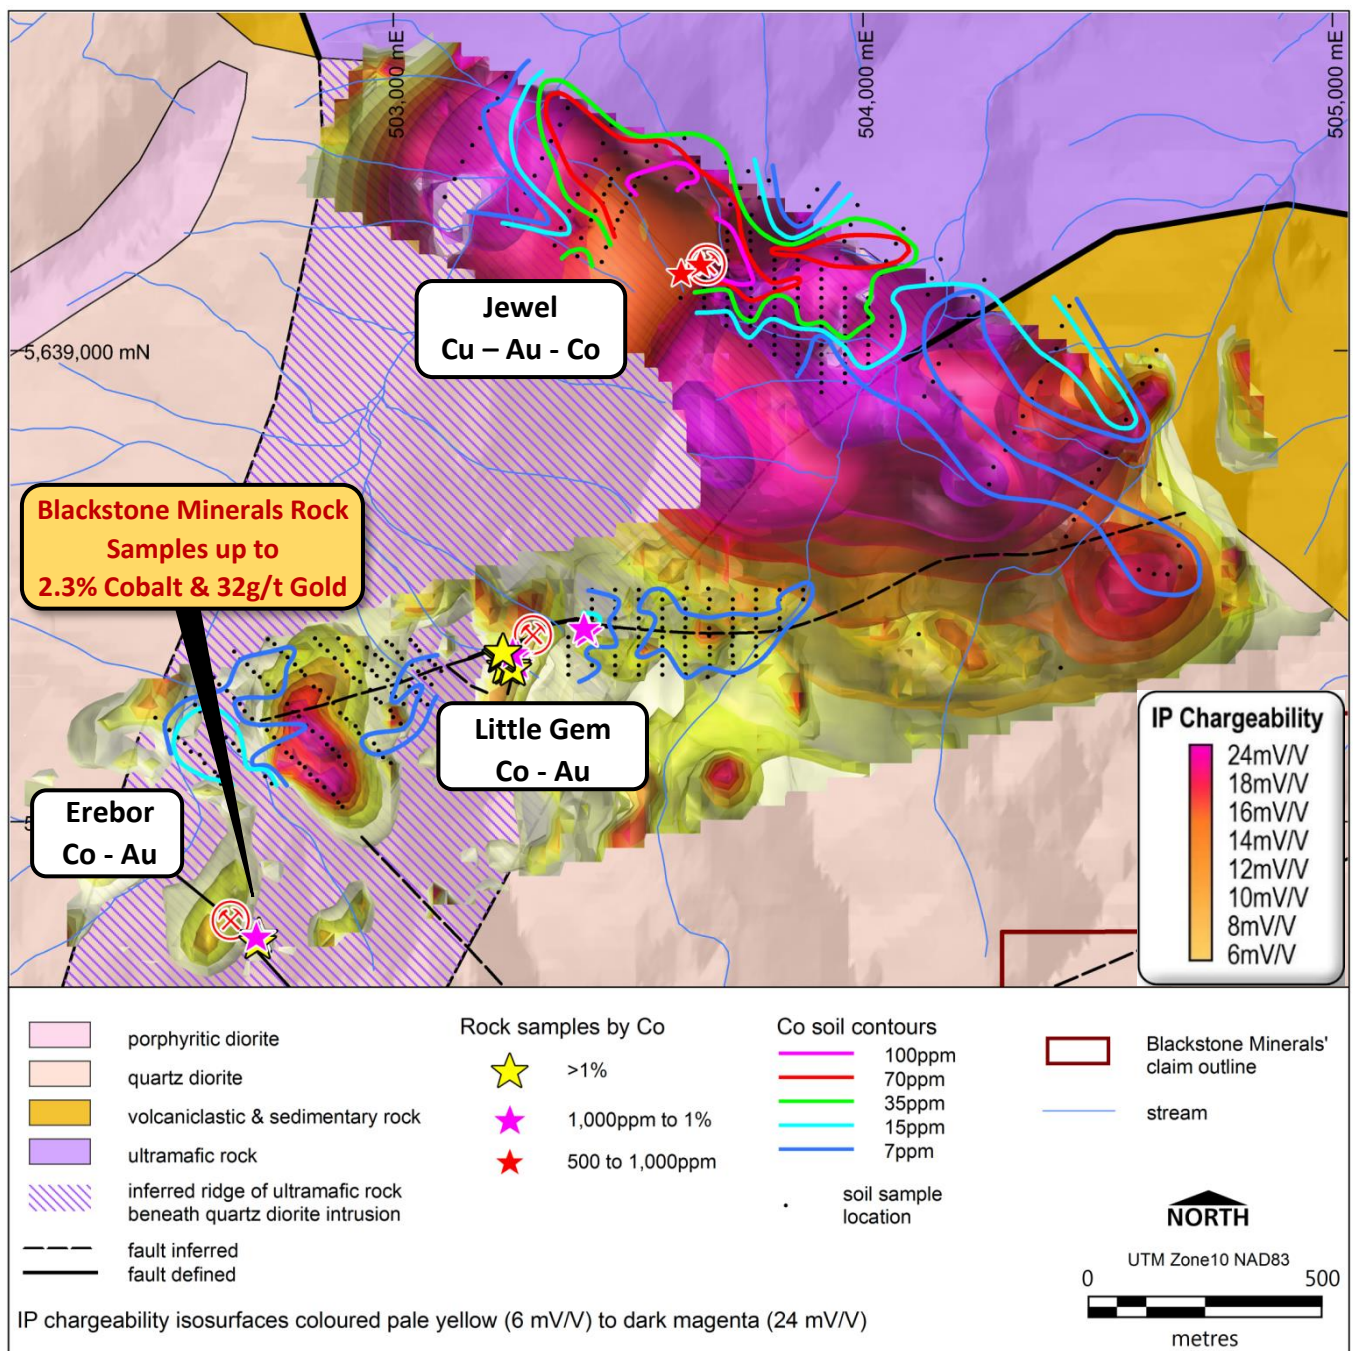 503,000 mE
504,000 mE
505,000 mE
Jewel
Cu – Au - Co
5,639,000 mN
Blackstone Minerals Rock
Samples up to
2.3% Cobalt & 32g/t Gold
Little Gem
Co - Au
Erebor
Co - Au
5
IP Chargeability
24mV/V
18mV/V
16mV/V
14mV/V
12mV/V
10mV/V
8mV/V
6mV/V
porphyritic diorite
quartz diorite
volcaniclastic & sedimentary rock
ultramafic rock
inferred ridge of ultramafic rock
beneath quartz diorite intrusion
fault inferred
fault defined
Rock samples by Co
>1%
1,000ppm to 1%
500 to 1,000ppm
Co soil contours
100ppm
70ppm
35ppm
15ppm
7ppm
soil sample
location
Blackstone Minerals'
claim outline
stream
NORTH
UTM Zone10 NAD83
0 500
metres
IP chargeability isosurfaces coloured pale yellow (6 mV/V) to dark magenta (24 mV/V)